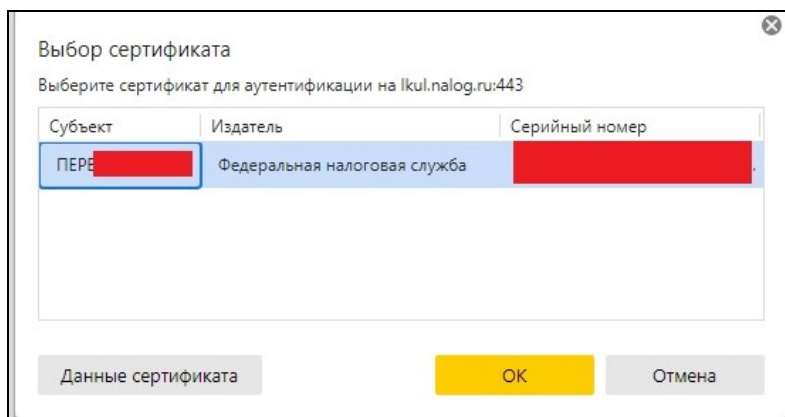 Выбор сертификата
Выберите сертификат для аутентификации на lkul.nalog.ru:443
Субъект Издатель Серийный номер
ПЕРЕ Федеральная налоговая служба
Данные сертификата ОК Отмена